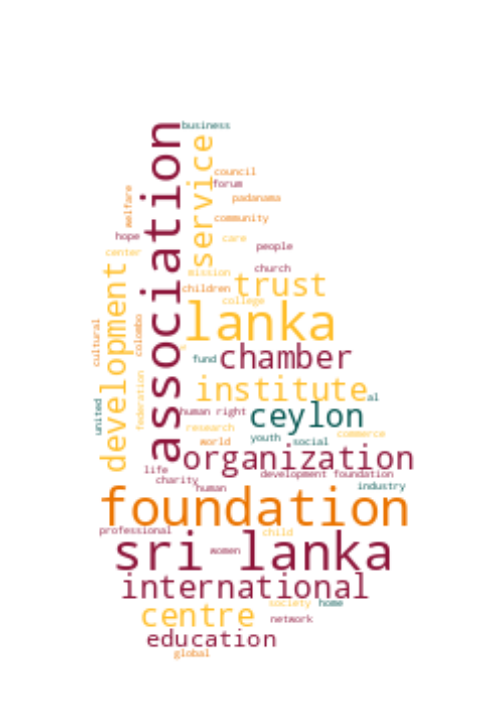 business
association
service
council
forum
welfare
padanama
community
hope
care
people
center
church
mission
development
trust
children
college
lanka
colombo
cultural
chamber
fund
federation
institute
al
united
human right
ceylon
research
youth
social
commerce
world
organization
life
development foundation
charity
human
industry
foundation
professional
child
sri lanka
women
international
society
home
centre
network
education
global